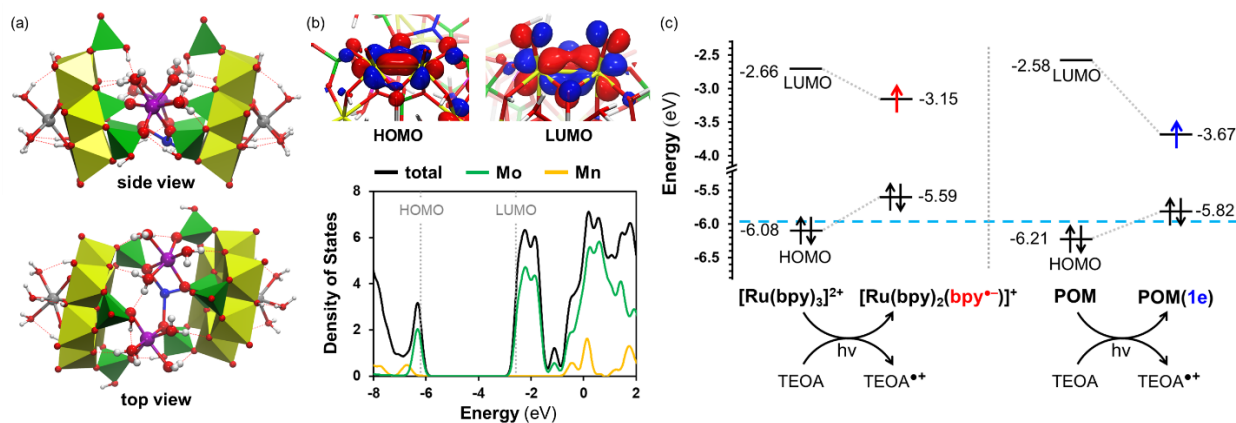 (a)
side view
top view
(b)
HOMO
LUMO
total
Mo
Mn
Density of States
8
6
4
2
0
HOMO
LUMO
-8
-6
-4
-2
0
2
Energy (eV)
(c)
Energy (eV)
-2.5
-3.0
-3.5
-4.0
-5.5
-6.0
-6.5
-2.66
LUMO
-3.15
-5.59
-6.08
HOMO
-2.58
LUMO
-3.67
-5.82
-6.21
HOMO
[Ru(bpy)₃]²⁺
[Ru(bpy)₂(bpy•⁻)]⁺
hν
TEOA
TEOA•⁺
POM
POM(1e)
hν
TEOA
TEOA•⁺